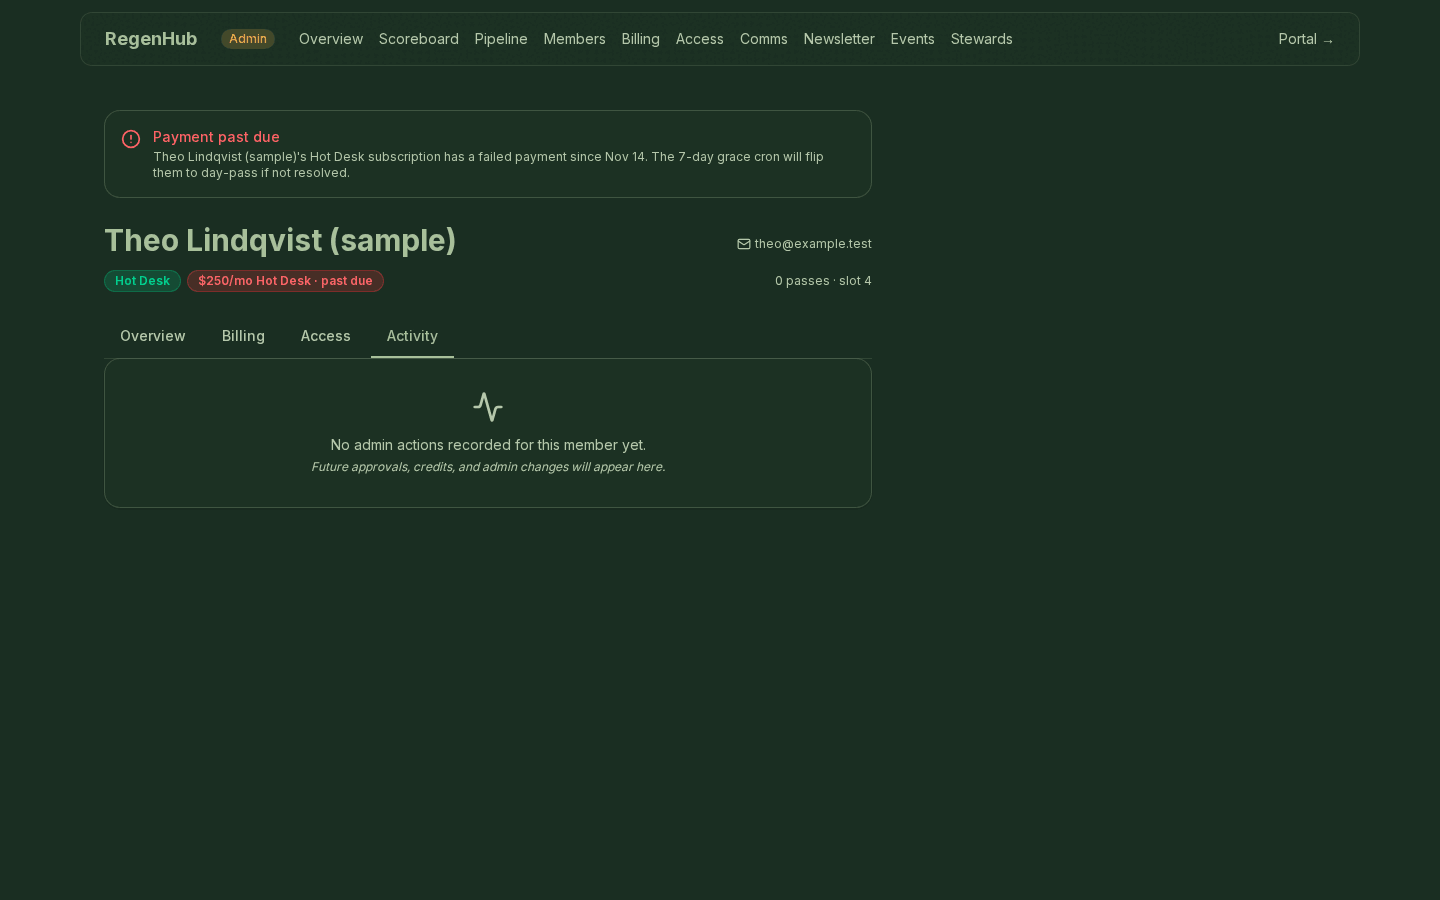 RegenHub Admin Overview Scoreboard Pipeline Members Billing Access Comms Newsletter Events Stewards Portal →
Payment past due
Theo Lindqvist (sample)'s Hot Desk subscription has a failed payment since Nov 14. The 7-day grace cron will flip
them to day-pass if not resolved.
Theo Lindqvist (sample) theo@example.test
Hot Desk $250/mo Hot Desk · past due 0 passes · slot 4
Overview Billing Access Activity
No admin actions recorded for this member yet.
Future approvals, credits, and admin changes will appear here.